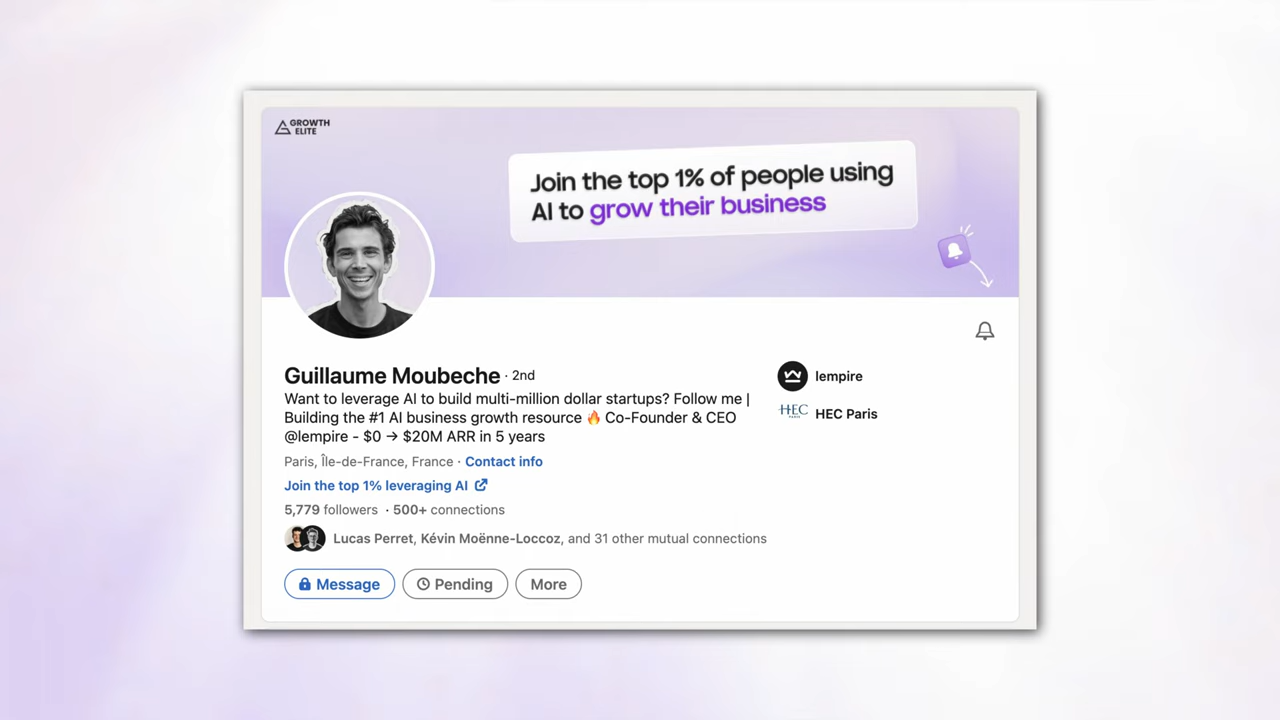 GROWTH
ELITE
Join the top 1% of people using
AI to grow their business
Guillaume Moubeche · 2nd
Want to leverage AI to build multi-million dollar startups? Follow me |
Building the #1 AI business growth resource 🔥 Co-Founder & CEO
@lempire - $0 → $20M ARR in 5 years
Paris, Île-de-France, France · Contact info
Join the top 1% leveraging AI
5,779 followers · 500+ connections
Lucas Perret, Kévin Moënne-Loccoz, and 31 other mutual connections
Message
Pending
More
lempire
HEC PARIS
HEC Paris